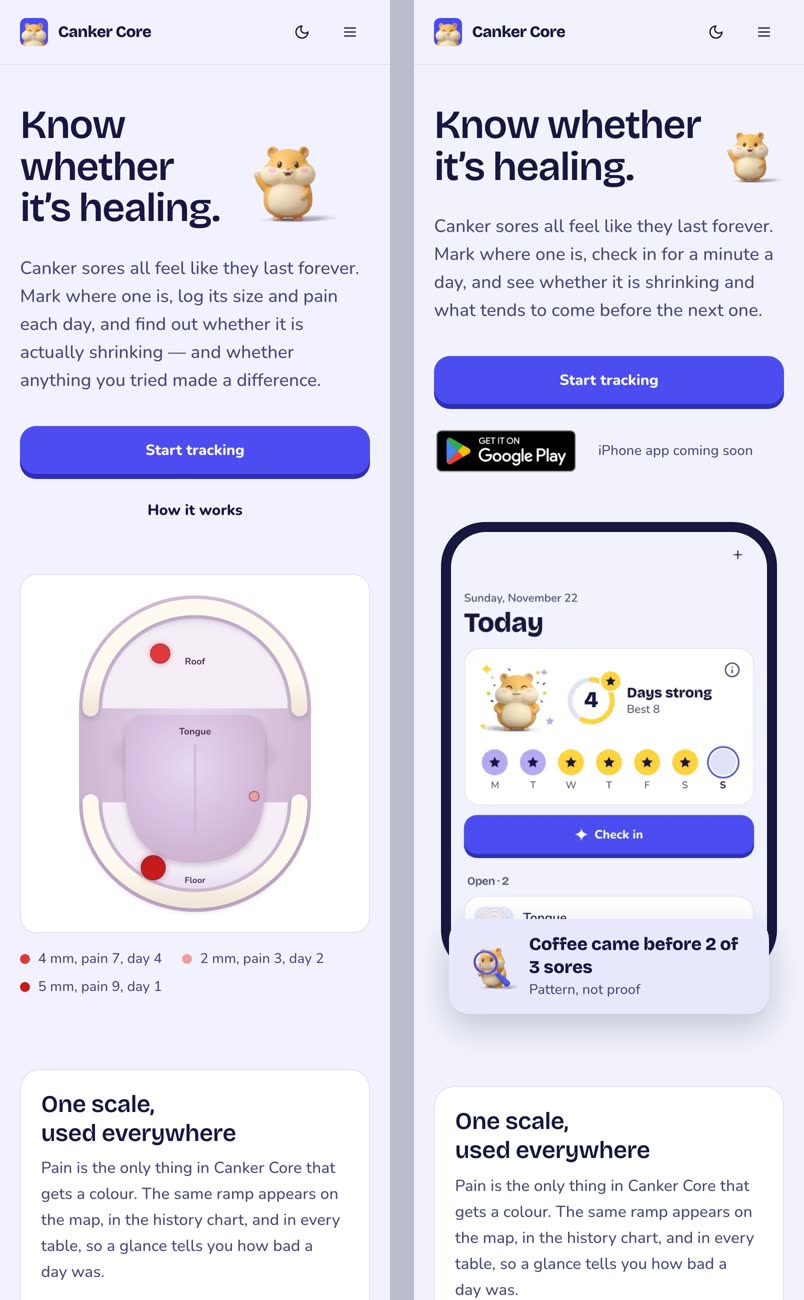 Canker Core
Know
whether
it's healing.
Canker sores all feel like they last forever.
Mark where one is, log its size and pain
each day, and find out whether it is
actually shrinking — and whether
anything you tried made a difference.
Start tracking
How it works
Roof
Tongue
Floor
4 mm, pain 7, day 4
2 mm, pain 3, day 2
5 mm, pain 9, day 1
One scale,
used everywhere
Pain is the only thing in Canker Core that
gets a colour. The same ramp appears on
the map, in the history chart, and in every
table, so a glance tells you how bad a
day was.
Canker Core
Know whether
it's healing.
Canker sores all feel like they last forever.
Mark where one is, check in for a minute a
day, and see whether it is shrinking and
what tends to come before the next one.
Start tracking
GET IT ON
Google Play
iPhone app coming soon
Sunday, November 22
Today
4
Days strong
Best 8
M T W T F S S
Check in
Open · 2
Tongue
Coffee came before 2 of
3 sores
Pattern, not proof
One scale,
used everywhere
Pain is the only thing in Canker Core that
gets a colour. The same ramp appears on
the map, in the history chart, and in every
table, so a glance tells you how bad a
day was.